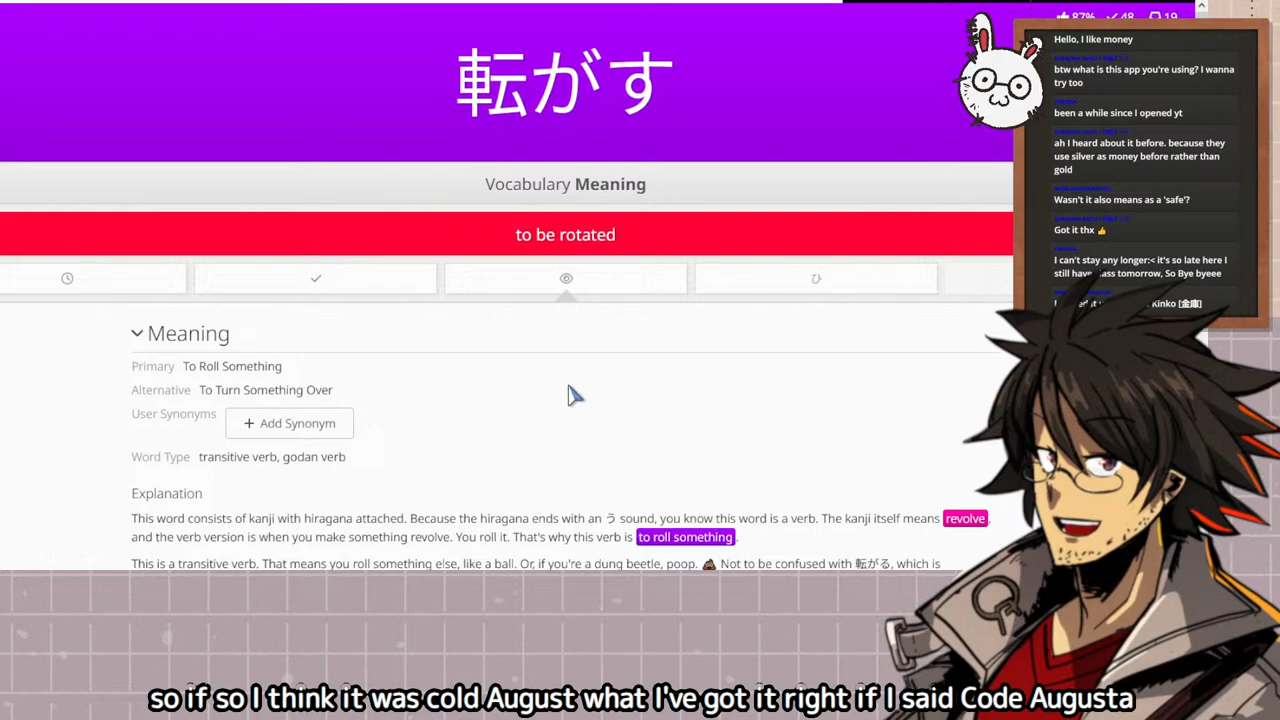 87% 48 19
転がす
Vocabulary Meaning
to be rotated
ひ
Meaning
Primary To Roll Something
Alternative To Turn Something Over
User Synonyms + Add Synonym
Word Type transitive verb, godan verb
Explanation
This word consists of kanji with hiragana attached. Because the hiragana ends with an う sound, you know this word is a verb. The kanji itself means revolve,
and the verb version is when you make something revolve. You roll it. That's why this verb is to roll something.
This is a transitive verb. That means you roll something else, like a ball. Or, if you're a dung beetle, poop. 💩 Not to be confused with 転がる, which is
Hello, I like money
btw what is this app you're using? I wanna
try too
been a while since I opened yt
ah I heard about it before. because they
use silver as money before rather than
gold
Wasn't it also means as a 'safe'?
Got it thx 👍
I can't stay any longer:< it's so late here I
still have class tomorrow, So Bye byeee
Kinko [金庫]
so if so I think it was cold August what I've got it right if I said Code Augusta